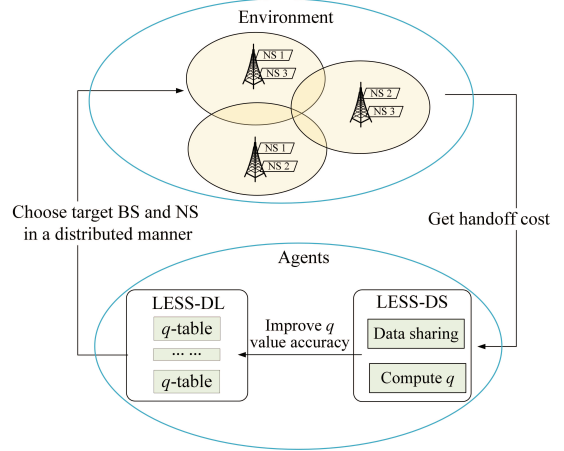 Environment
NS 1
NS 3
NS 2
NS 3
NS 1
NS 2
Choose target BS and NS
in a distributed manner
Get handoff cost
Agents
LESS-DL
q-table
... ...
q-table
Improve q
value accuracy
LESS-DS
Data sharing
Compute q